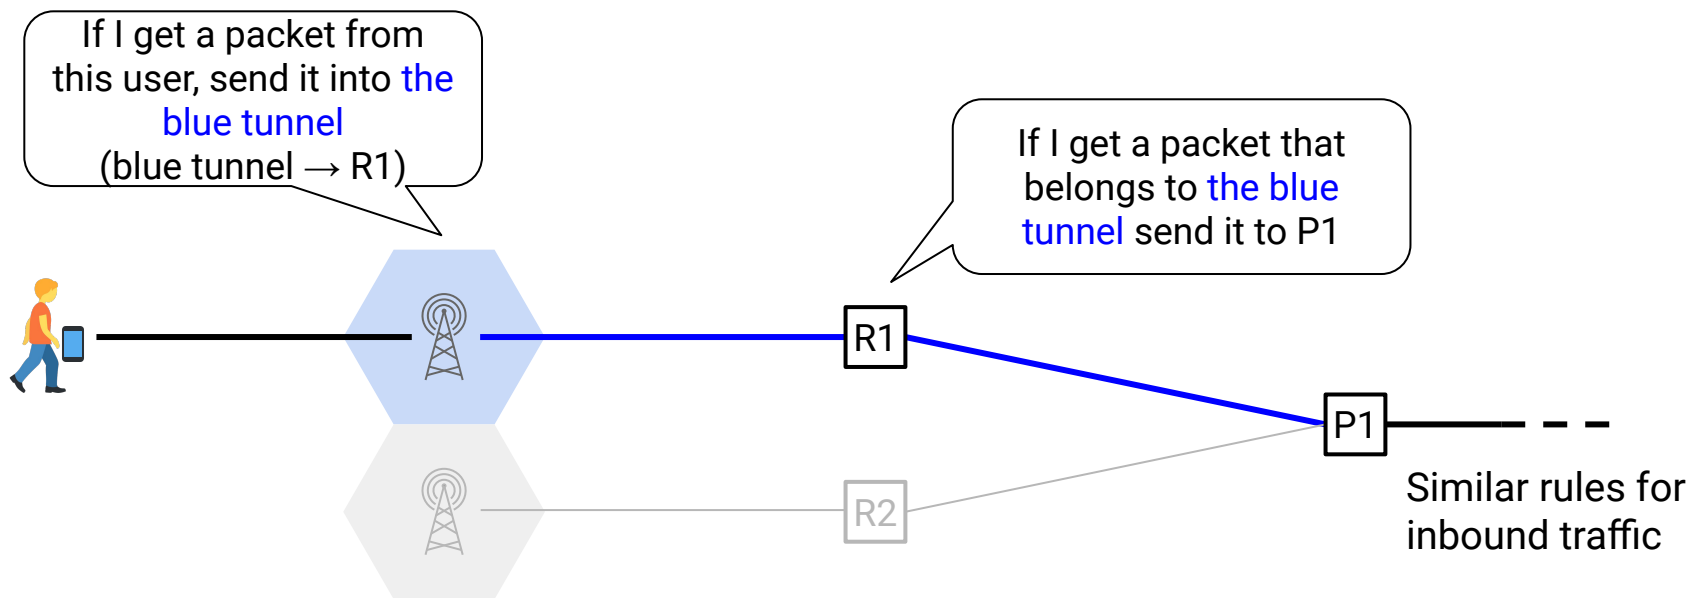 If I get a packet from
this user, send it into the
blue tunnel
(blue tunnel → R1)
If I get a packet that
belongs to the blue
tunnel send it to P1
R1
P1
R2
Similar rules for
inbound traffic